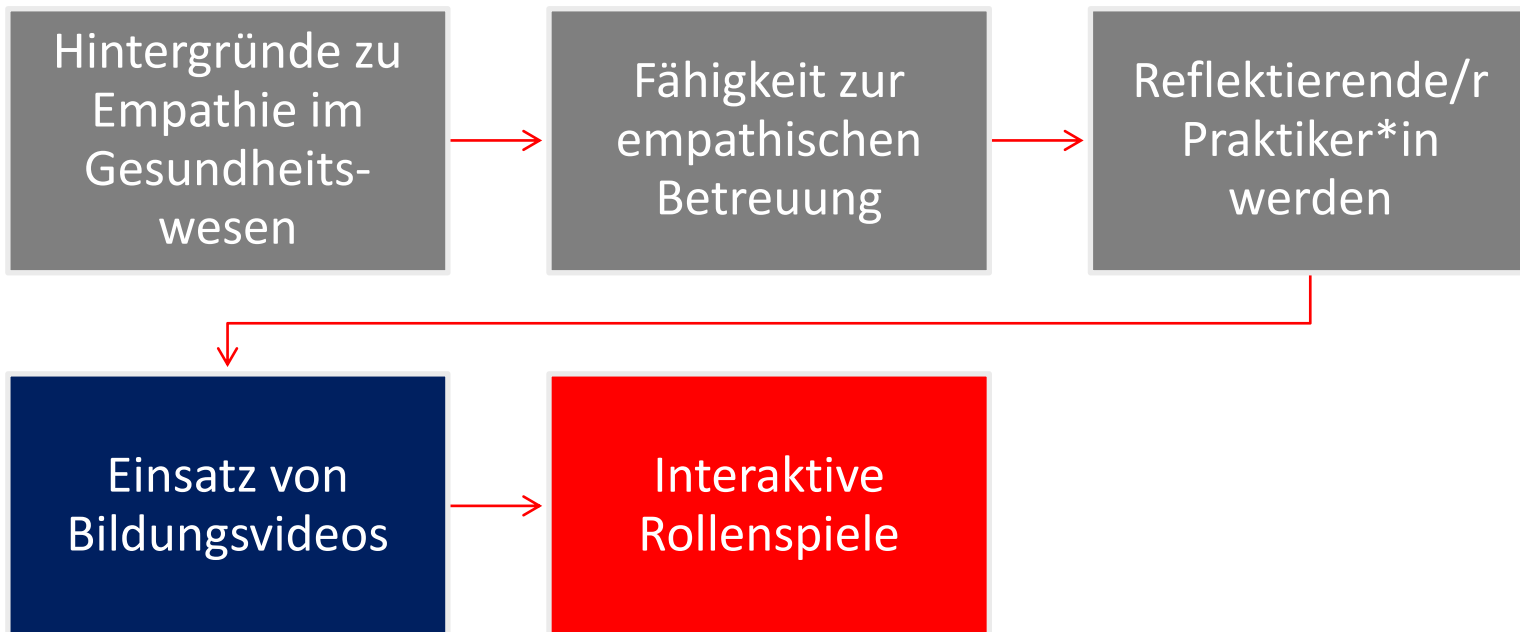 Hintergründe zu
Empathie im
Gesundheits-
wesen
Fähigkeit zur
empathischen
Betreuung
Reflektierende/r
Praktiker*in
werden
Einsatz von
Bildungsvideos
Interaktive
Rollenspiele